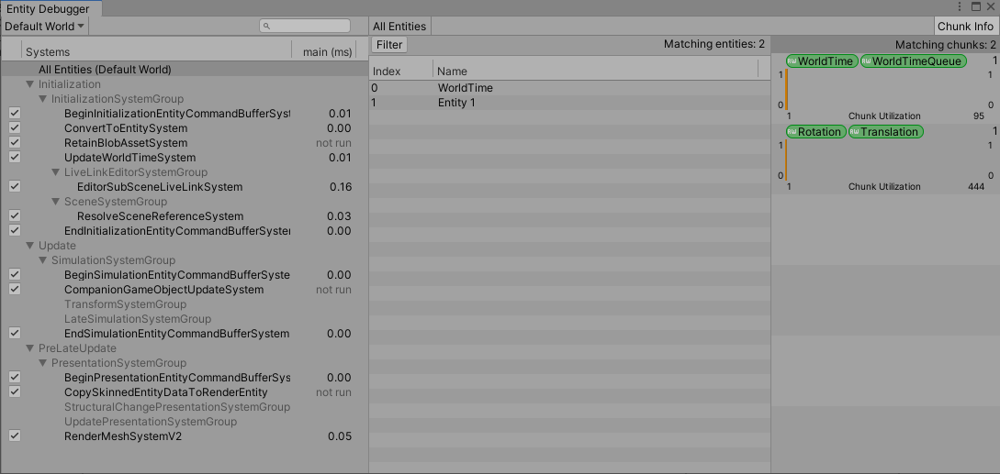 Entity Debugger
Default World
All Entities
Chunk Info
Systems
main (ms)
All Entities (Default World)
Initialization
InitializationSystemGroup
BeginInitializationEntityCommandBufferSyst
0.01
ConvertToEntitySystem
0.00
RetainBlobAssetSystem
not run
UpdateWorldTimeSystem
0.01
LiveLinkEditorSystemGroup
EditorSubSceneLiveLinkSystem
0.16
SceneSystemGroup
ResolveSceneReferenceSystem
0.03
EndInitializationEntityCommandBufferSyster
0.00
Update
SimulationSystemGroup
BeginSimulationEntityCommandBufferSyste
0.00
CompanionGameObjectUpdateSystem
not run
TransformSystemGroup
LateSimulationSystemGroup
EndSimulationEntityCommandBufferSystem
0.00
PreLateUpdate
PresentationSystemGroup
BeginPresentationEntityCommandBufferSys
0.00
CopySkinnedEntityDataToRenderEntity
not run
StructuralChangePresentationSystemGroup
UpdatePresentationSystemGroup
RenderMeshSystemV2
0.05
Filter
Matching entities: 2
Index
Name
0
WorldTime
1
Entity 1
Matching chunks: 2
RW WorldTime
RW WorldTimeQueue
1
1
1
0
0
1
Chunk Utilization
95
RW Rotation
RW Translation
1
1
1
0
0
1
Chunk Utilization
444